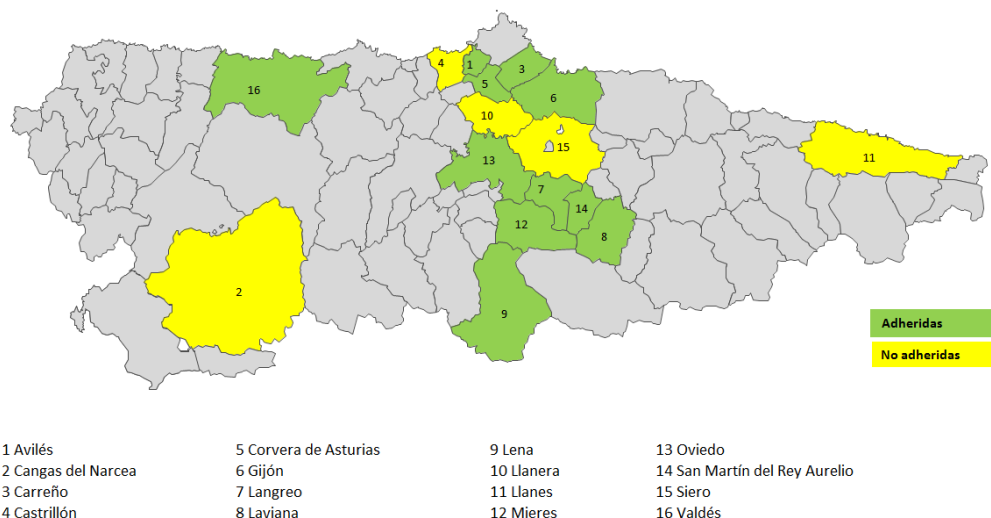 4
1
3
5
16
6
10
15
13
11
7
14
12
8
2
9
Adheridas
No adheridas
1 Avilés 5 Corvera de Asturias 9 Lena 13 Oviedo
2 Cangas del Narcea 6 Gijón 10 Llanera 14 San Martín del Rey Aurelio
3 Carreño 7 Langreo 11 Llanes 15 Siero
4 Castrillón 8 Laviana 12 Mieres 16 Valdés